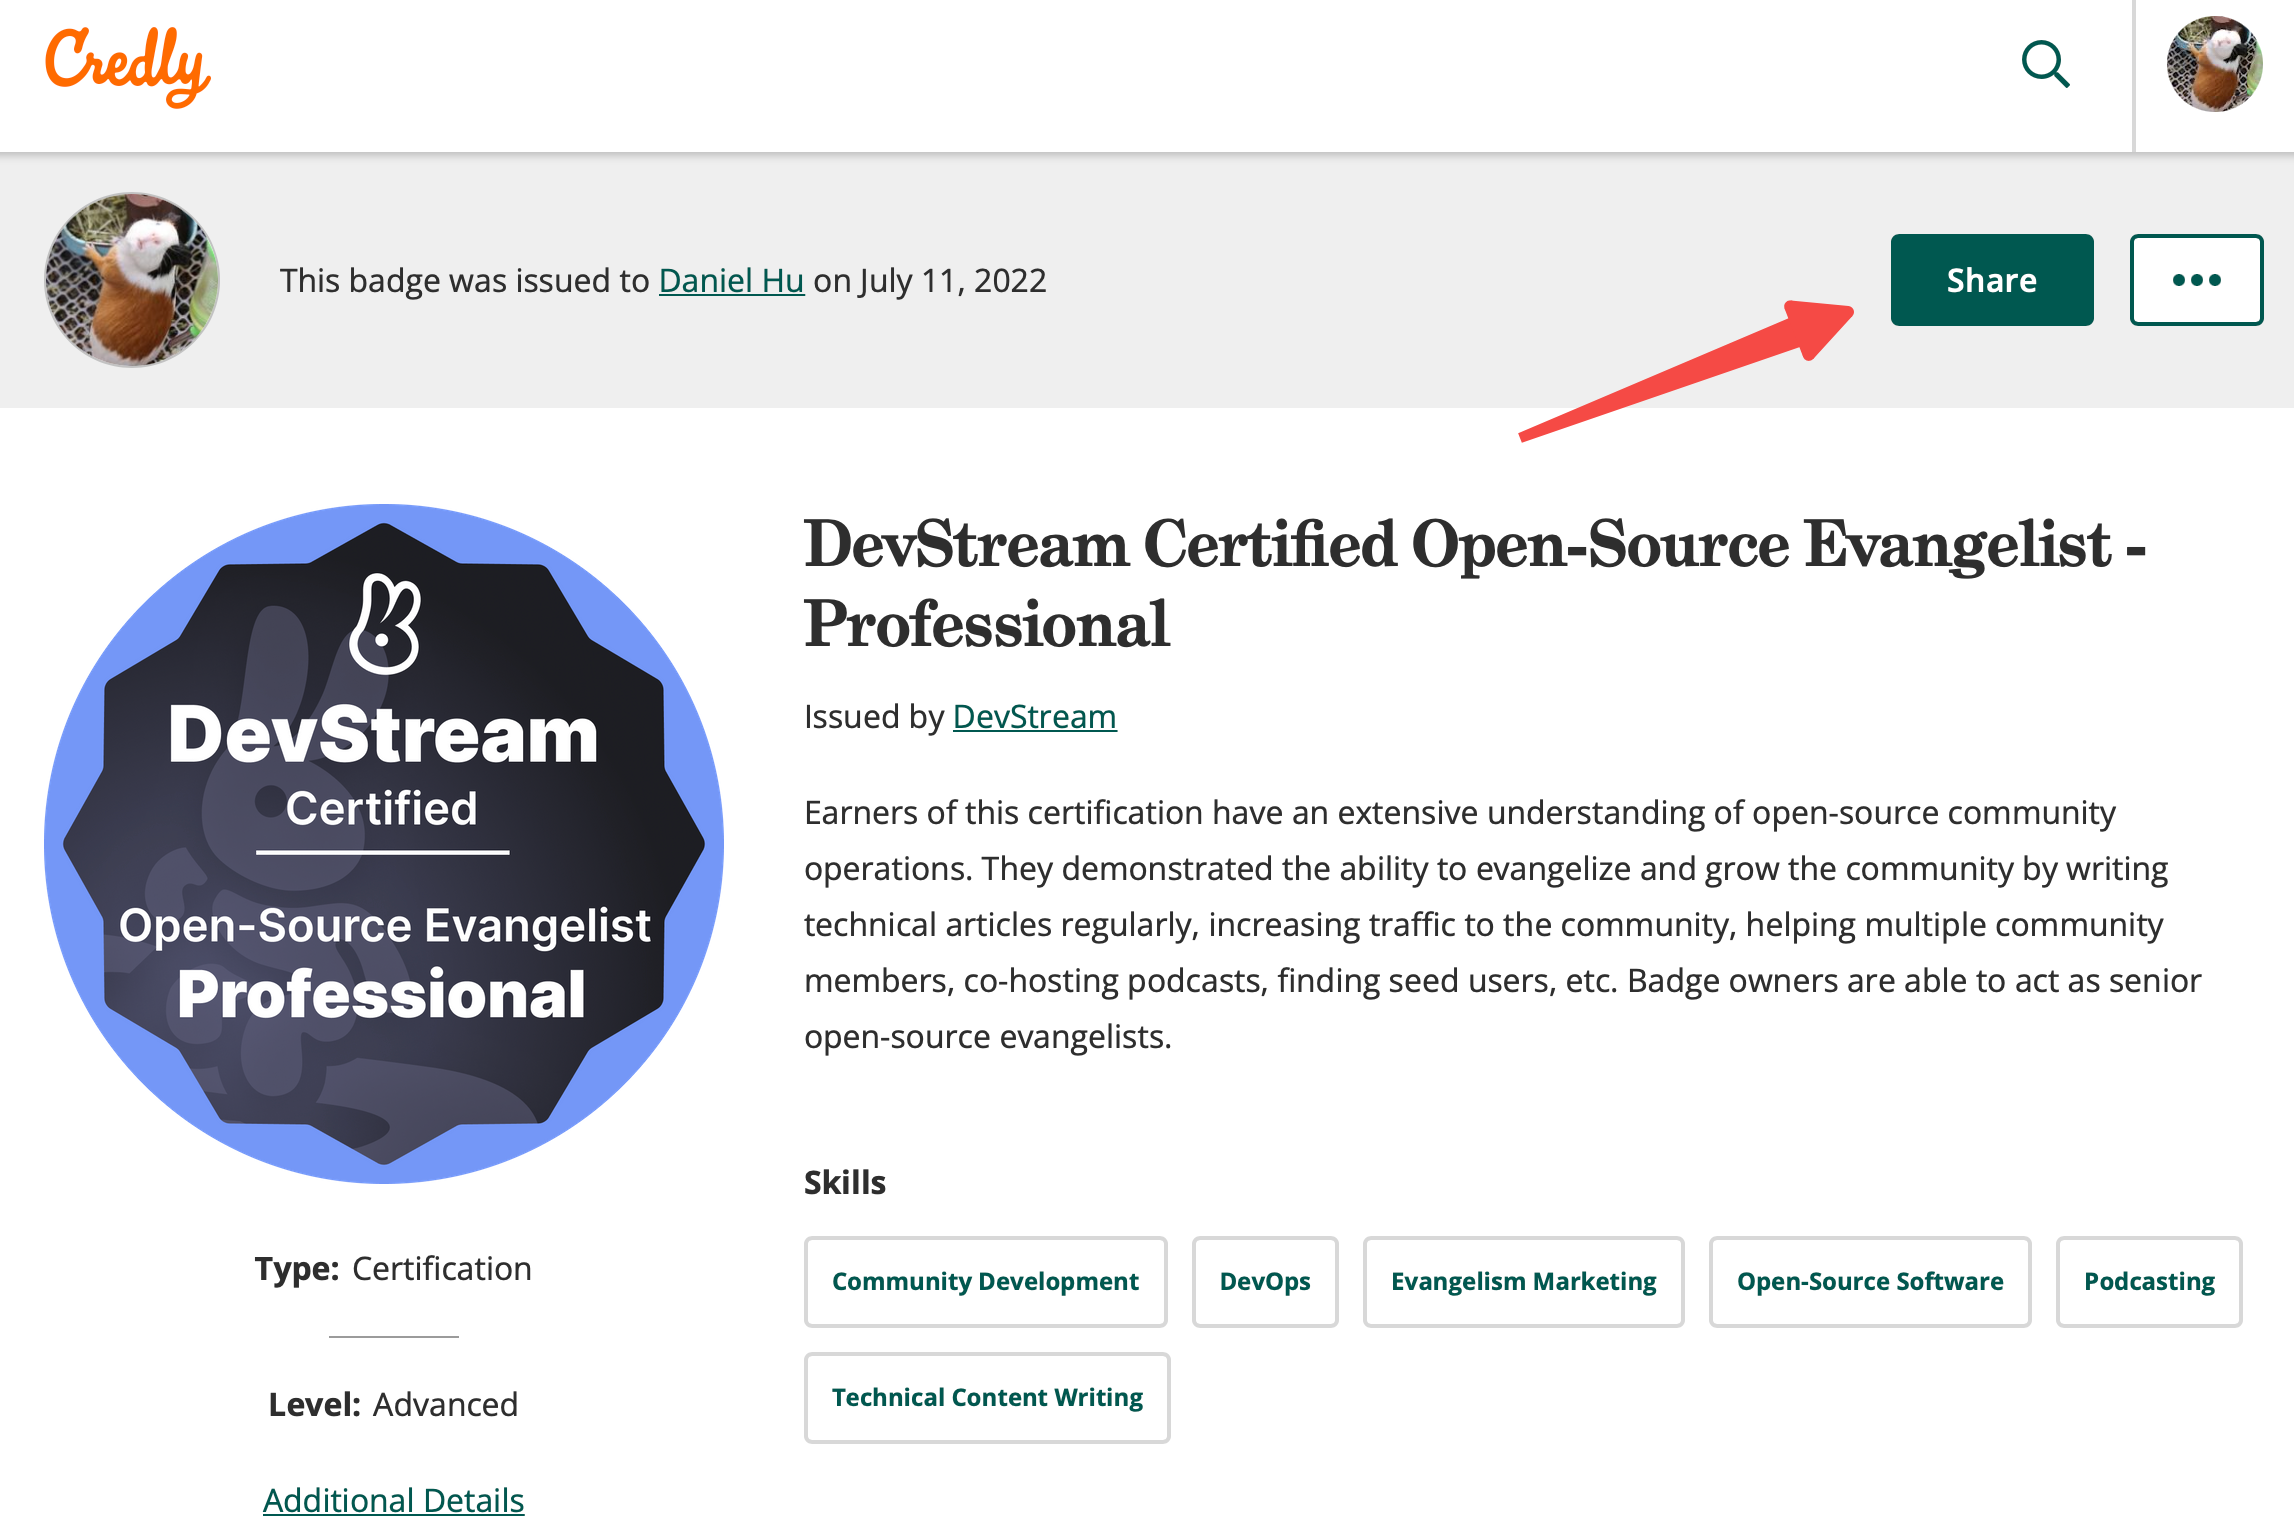 Credly
This badge was issued to Daniel Hu on July 11, 2022
Share
DevStream
Certified
Open-Source Evangelist
Professional
Type: Certification
Level: Advanced
Additional Details
DevStream Certified Open-Source Evangelist -
Professional
Issued by DevStream
Earners of this certification have an extensive understanding of open-source community
operations. They demonstrated the ability to evangelize and grow the community by writing
technical articles regularly, increasing traffic to the community, helping multiple community
members, co-hosting podcasts, finding seed users, etc. Badge owners are able to act as senior
open-source evangelists.
Skills
Community Development
DevOps
Evangelism Marketing
Open-Source Software
Podcasting
Technical Content Writing